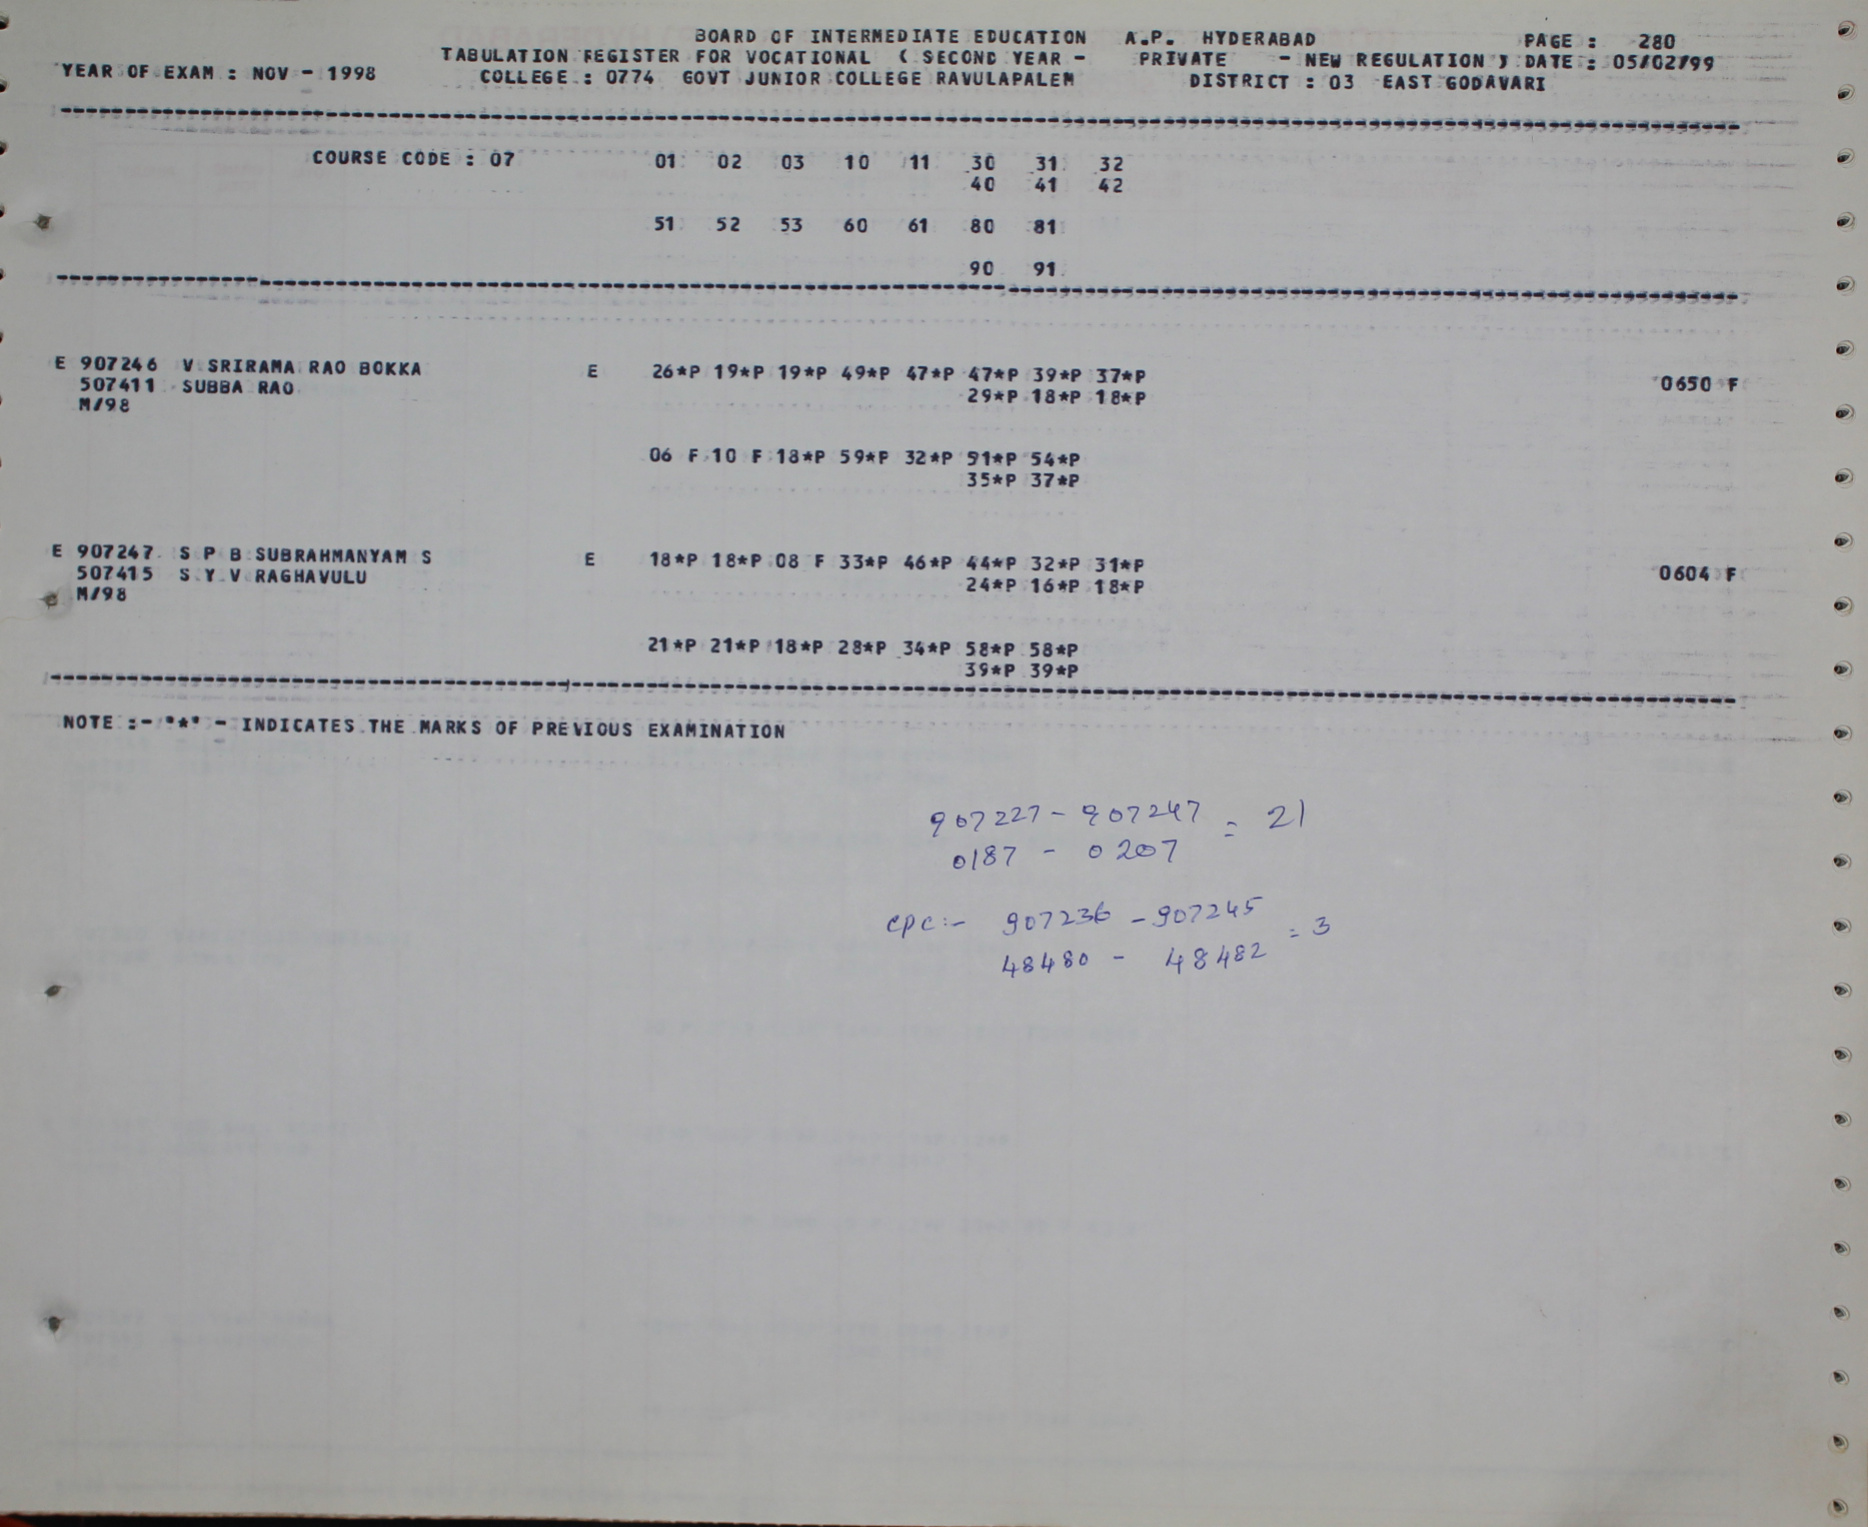 BOARD OF INTERMEDIATE EDUCATION A.P. HYDERABAD PAGE : 280
TABULATION REGISTER FOR VOCATIONAL ( SECOND YEAR - PRIVATE - NEW REGULATION ) DATE : 05/02/99
YEAR OF EXAM : NOV - 1998 COLLEGE : 0774 GOVT JUNIOR COLLEGE RAVULAPALEM DISTRICT : 03 EAST GODAVARI
COURSE CODE : 07 01 02 03 10 11 30 31 32
40 41 42
51 52 53 60 61 80 81
90 91
E 907246 V SRIRAMA RAO BOKKA E 26*P 19*P 19*P 49*P 47*P 47*P 39*P 37*P
507411 SUBBA RAO 29*P 18*P 18*P 0650 F
M/98
06 F 10 F 18*P 59*P 32*P 51*P 54*P
35*P 37*P
E 907247 S P B SUBRAHMANYAM S E 18*P 18*P 08 F 33*P 46*P 44*P 32*P 31*P
507415 S Y V RAGHAVULU 24*P 16*P 18*P 0604 F
M/98
21*P 21*P 18*P 28*P 34*P 58*P 58*P
39*P 39*P
NOTE :- "*" - INDICATES THE MARKS OF PREVIOUS EXAMINATION
907227 - 907247 = 21
0187 - 0207
CPC:- 907236 - 907245 = 3
48480 - 48482